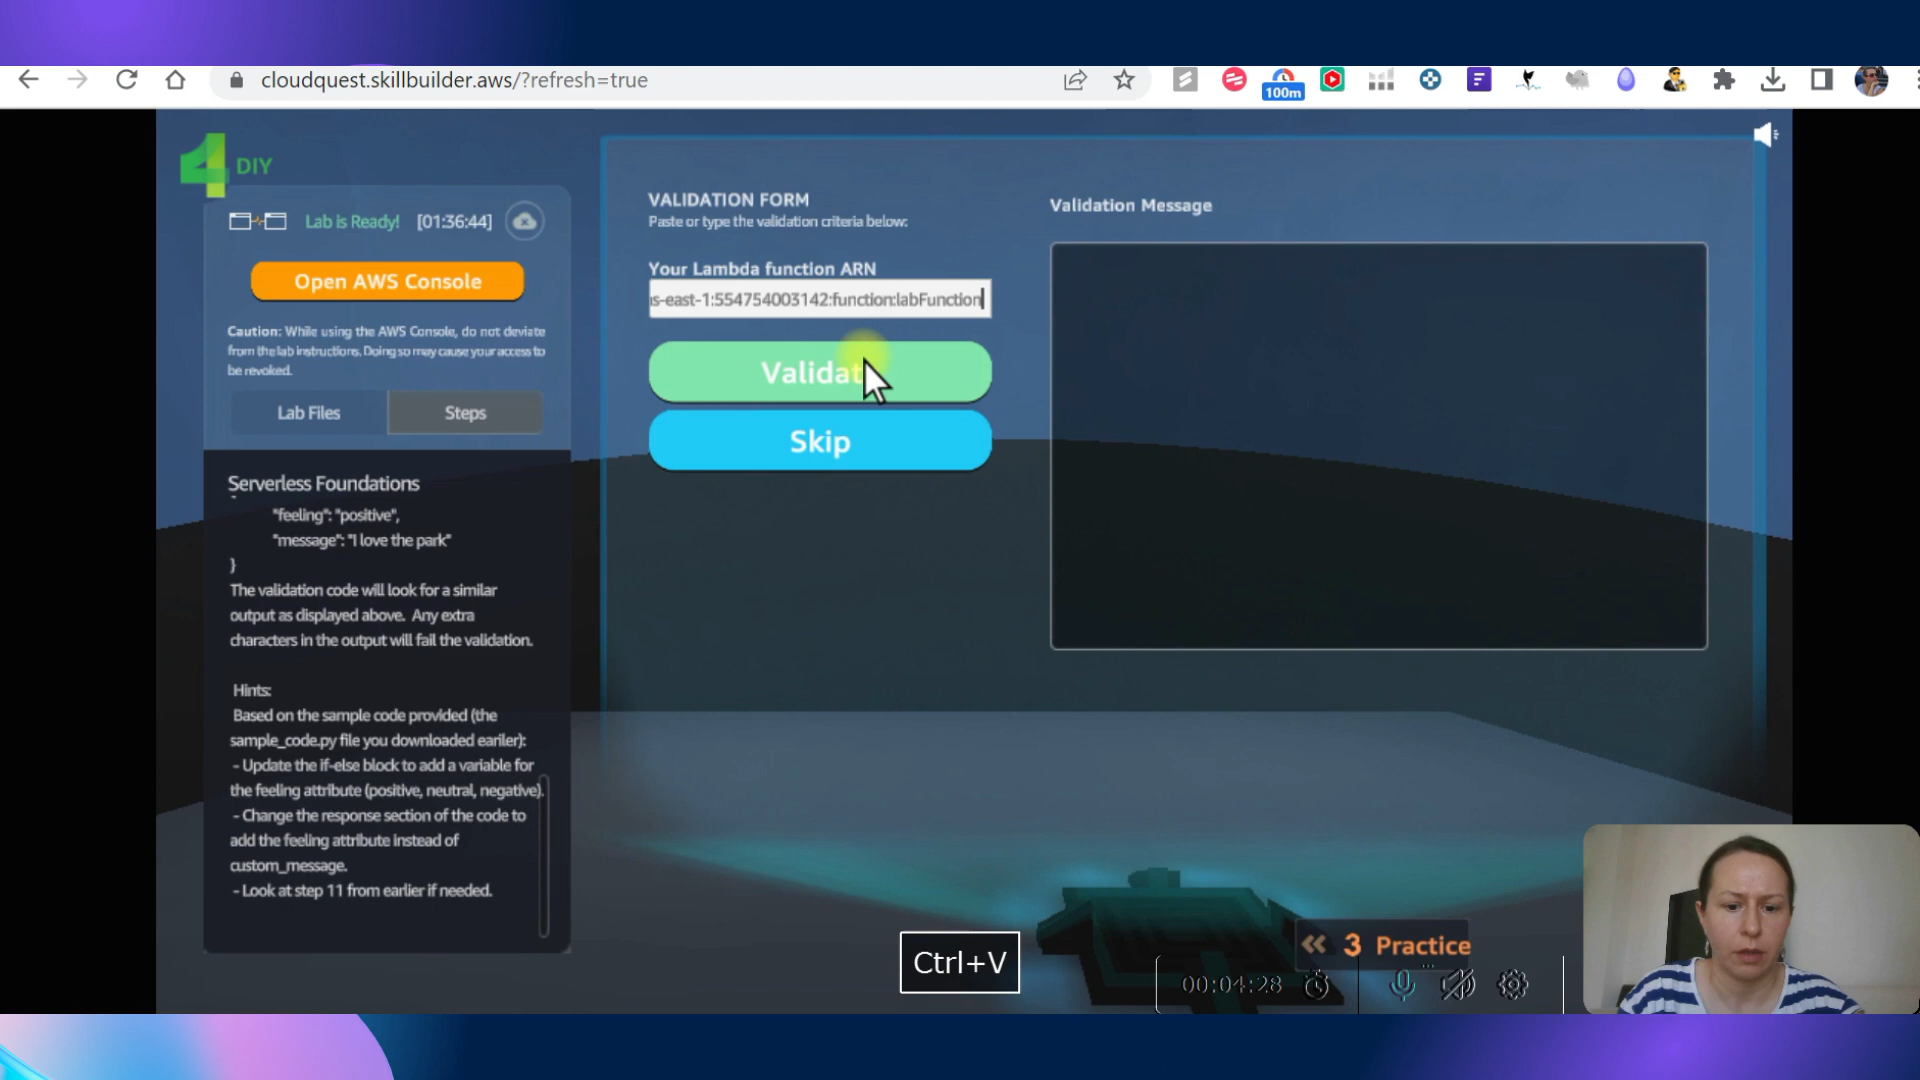 cloudquest.skillbuilder.aws/?refresh=true
100m
4 DIY
Lab is Ready! [01:36:44]
Open AWS Console
Caution: While using the AWS Console, do not deviate
from the lab instructions. Doing so may cause your access to
be revoked.
Lab Files
Steps
Serverless Foundations
"feeling": "positive",
"message": "I love the park"
}
The validation code will look for a similar
output as displayed above. Any extra
characters in the output will fail the validation.
Hints:
Based on the sample code provided (the
sample_code.py file you downloaded earlier):
- Update the if-else block to add a variable for
the feeling attribute (positive, neutral, negative).
- Change the response section of the code to
add the feeling attribute instead of
custom_message.
- Look at step 11 from earlier if needed.
VALIDATION FORM
Paste or type the validation criteria below:
Your Lambda function ARN
s-east-1:554754003142:function:labFunction
Validat
Skip
Validation Message
Ctrl+V
3 Practice
00:04:28